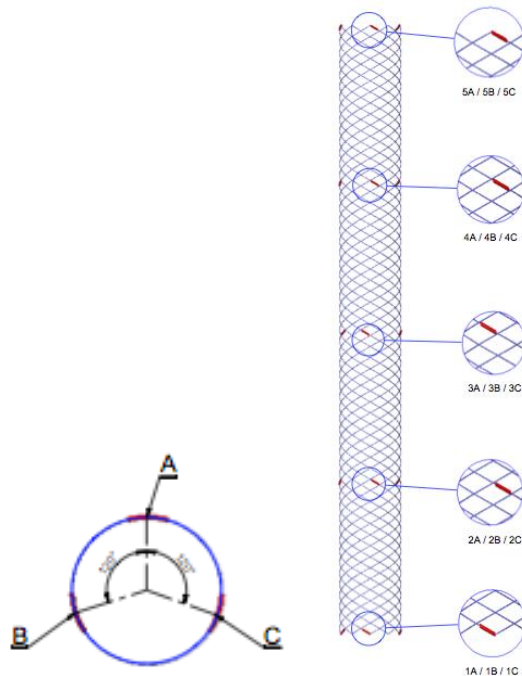 5A / 5B / 5C
4A / 4B / 4C
3A / 3B / 3C
2A / 2B / 2C
1A / 1B / 1C
A
B
C